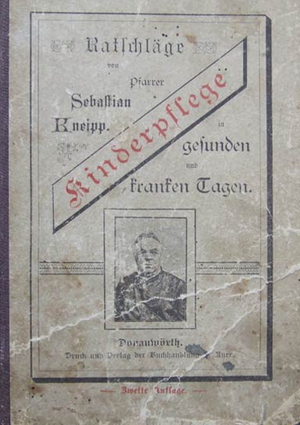 Ratschläge
von
Pfarrer
Sebastian
Kneipp.
Kinderpflege
in
gesunden
und
kranken Tagen.
Donauwörth.
Druck und Verlag der Buchhandlung L. Auer.
Zweite Auflage.